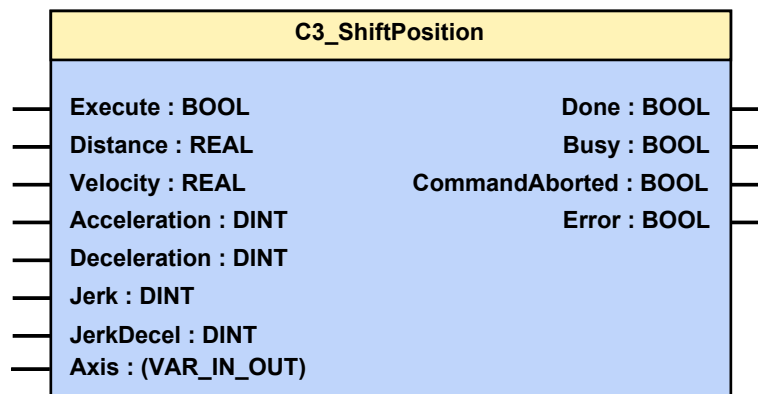 C3_ShiftPosition
Execute : BOOL
Done : BOOL
Distance : REAL
Busy : BOOL
Velocity : REAL
CommandAborted : BOOL
Acceleration : DINT
Error : BOOL
Deceleration : DINT
Jerk : DINT
JerkDecel : DINT
Axis : (VAR_IN_OUT)